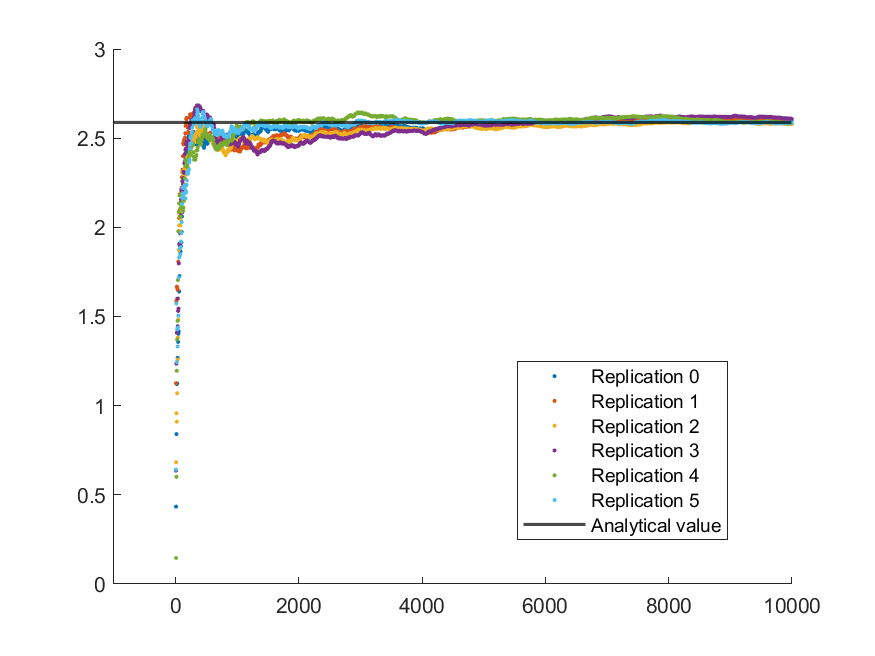 3
2.5
2
1.5
1
0.5
0
0 2000 4000 6000 8000 10000
Replication 0
Replication 1
Replication 2
Replication 3
Replication 4
Replication 5
Analytical value